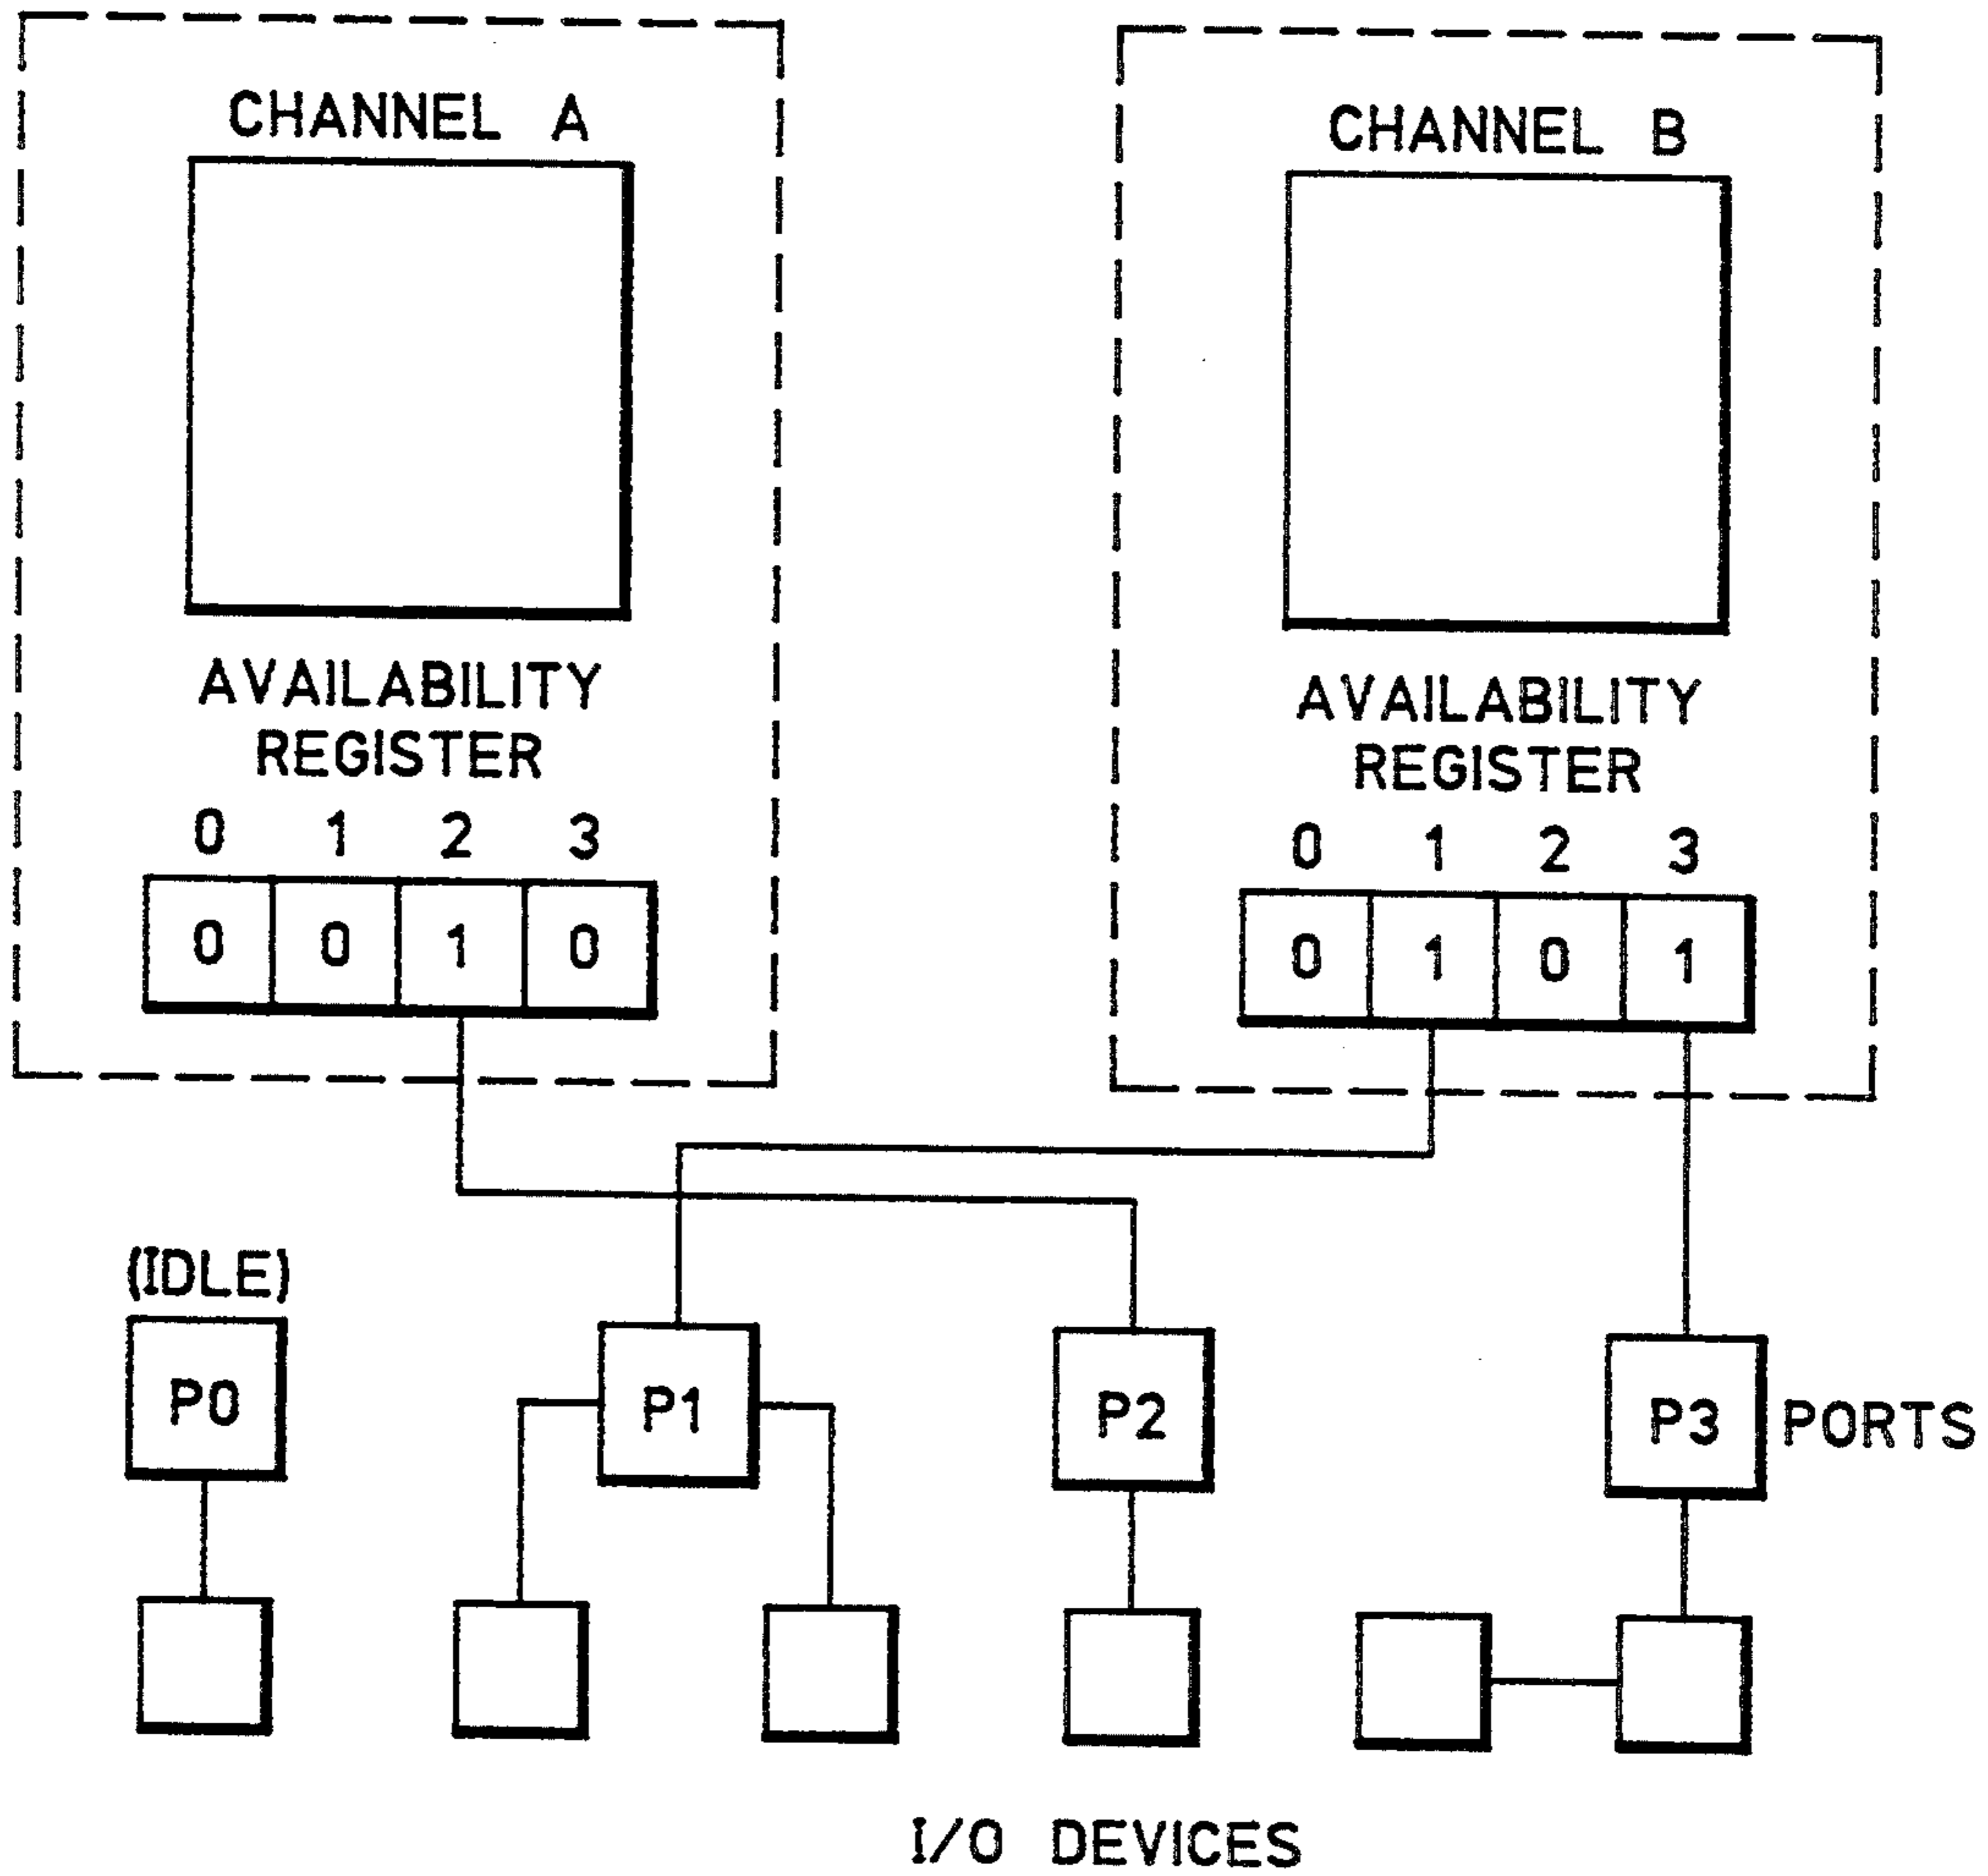 CHANNEL A
CHANNEL B
AVAILABILITY
REGISTER
0 1 2 3
0 0 1 0
AVAILABILITY
REGISTER
0 1 2 3
0 1 0 1
(IDLE)
P0
P1
P2
P3
PORTS
I/O DEVICES